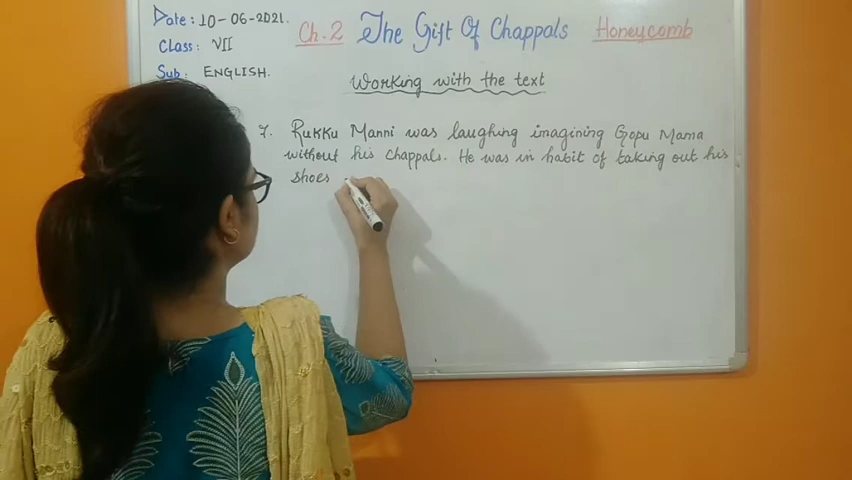 Date: 10-06-2021.
Class: VII
Sub: ENGLISH.
Ch. 2 The Gift Of Chappals Honeycomb
Working with the text
7. Rukku Manni was laughing imagining Gopu Mama
without his chappals. He was in habit of taking out his
shoes